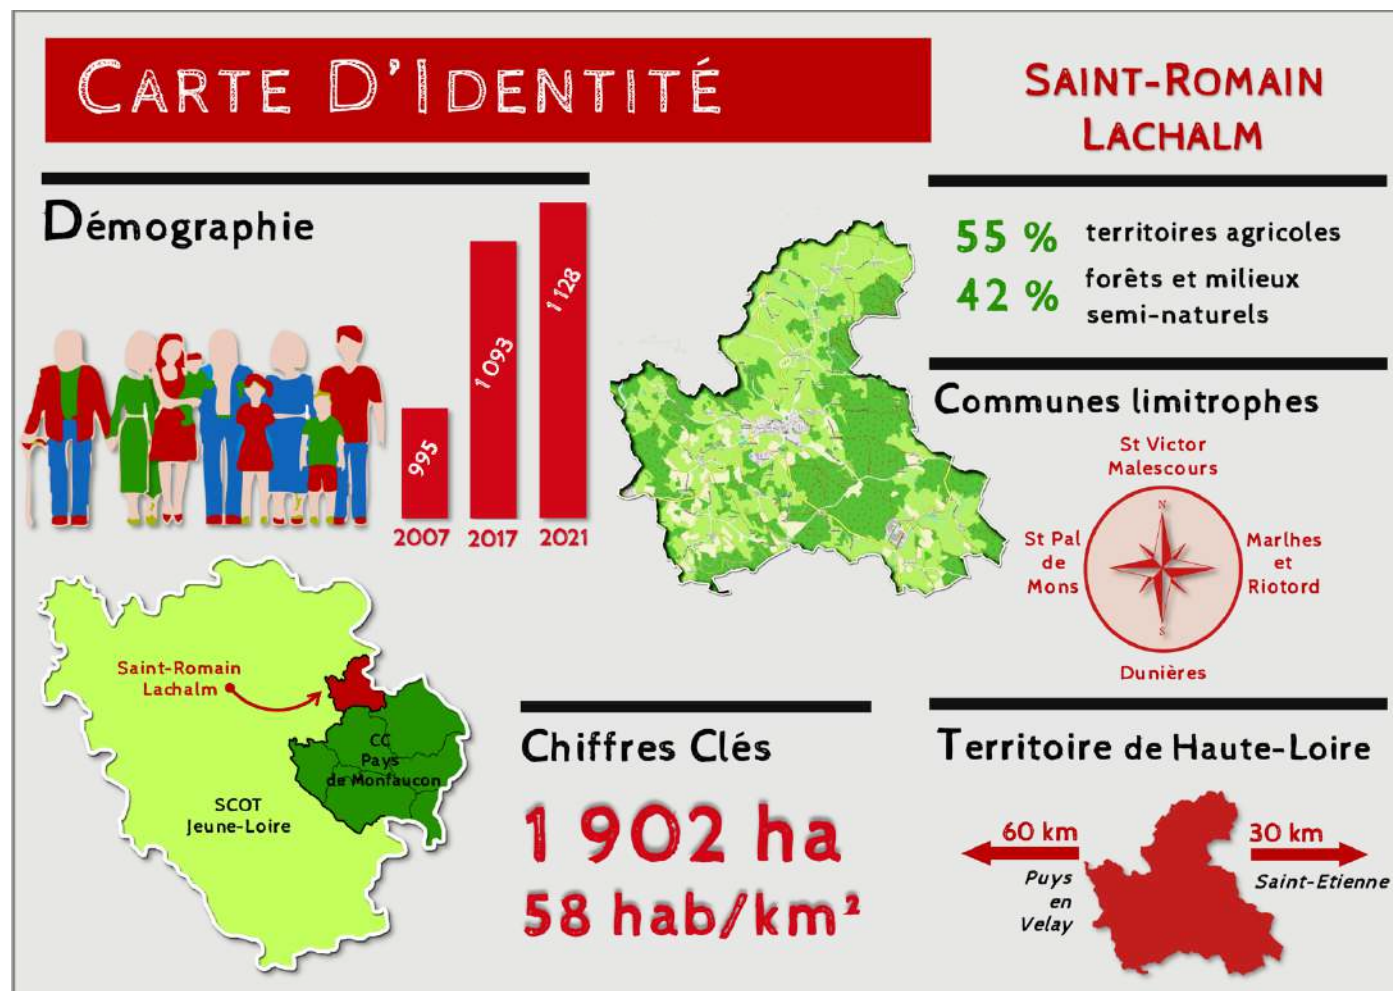 CARTE D'IDENTITÉ
SAINT-ROMAIN
LACHALM
Démographie
995
1 093
1 128
2007
2017
2021
55 % territoires agricoles
42 % forêts et milieux
semi-naturels
Communes limitrophes
St Victor
Malescours
N
St Pal
de
Mons
Marlhes
et
Riotord
S
Dunières
Saint-Romain
Lachalm
CC
Pays
de Monfaucon
SCOT
Jeune-Loire
Chiffres Clés
1 902 ha
58 hab/km²
Territoire de Haute-Loire
60 km
Puys
en
Velay
30 km
Saint-Etienne